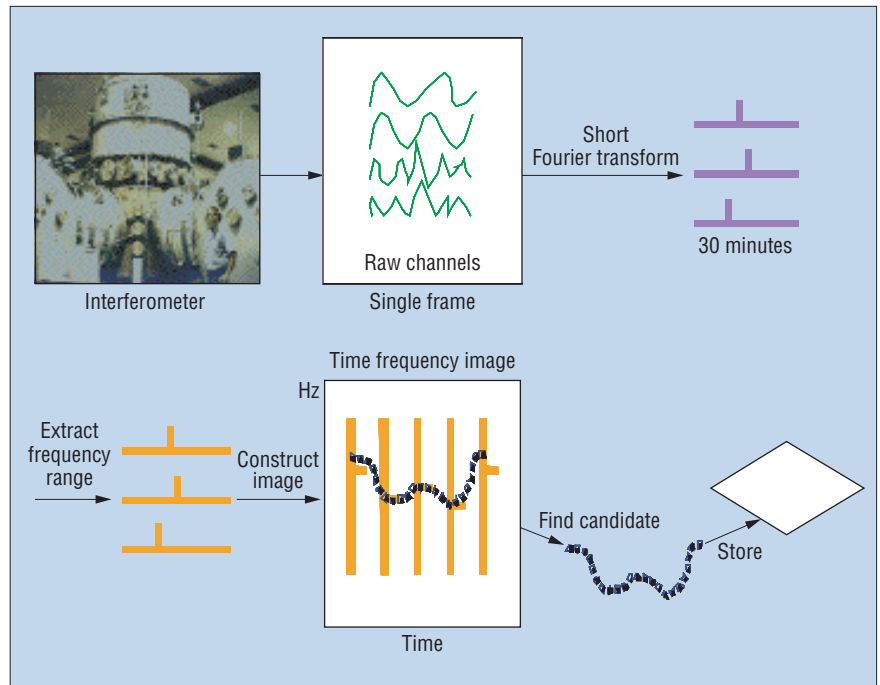 Interferometer
Raw channels
Single frame
Short
Fourier transform
30 minutes
Extract
frequency
range
Construct
image
Time frequency image
Hz
Time
Find candidate
Store